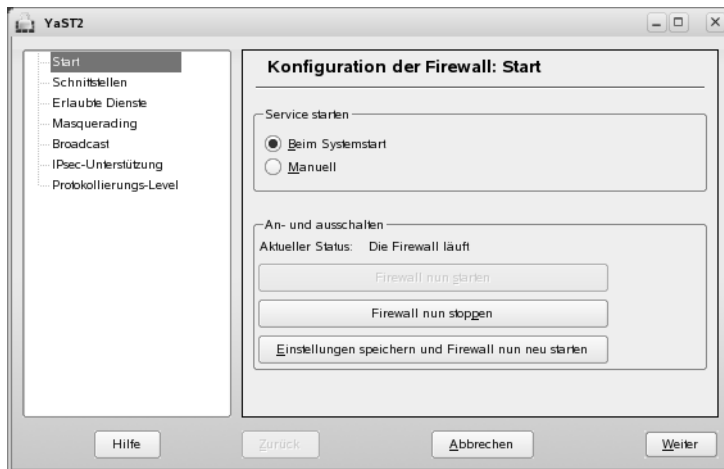 YaST2
Start
Schnittstellen
Erlaubte Dienste
Masquerading
Broadcast
IPsec-Unterstützung
Protokollierungs-Level
Konfiguration der Firewall: Start
Service starten
Beim Systemstart
Manuell
An- und ausschalten
Aktueller Status: Die Firewall läuft
Firewall nun starten
Firewall nun stoppen
Einstellungen speichern und Firewall nun neu starten
Hilfe
Zurück
Abbrechen
Weiter